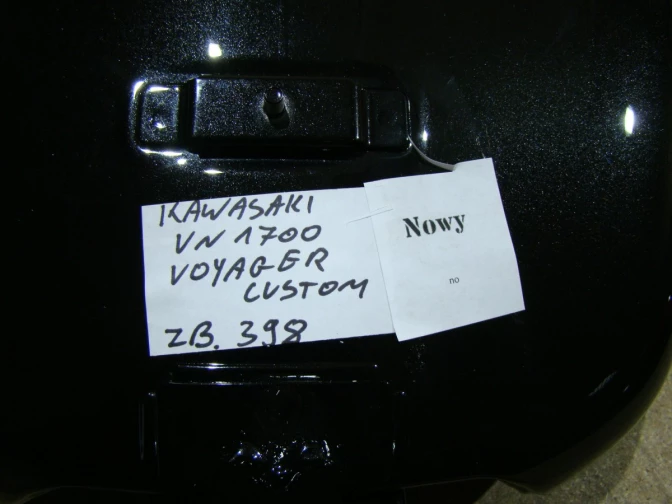 KAWASAKI
VN 1700
VOYAGER
CUSTOM
ZB. 398
Nowy
no